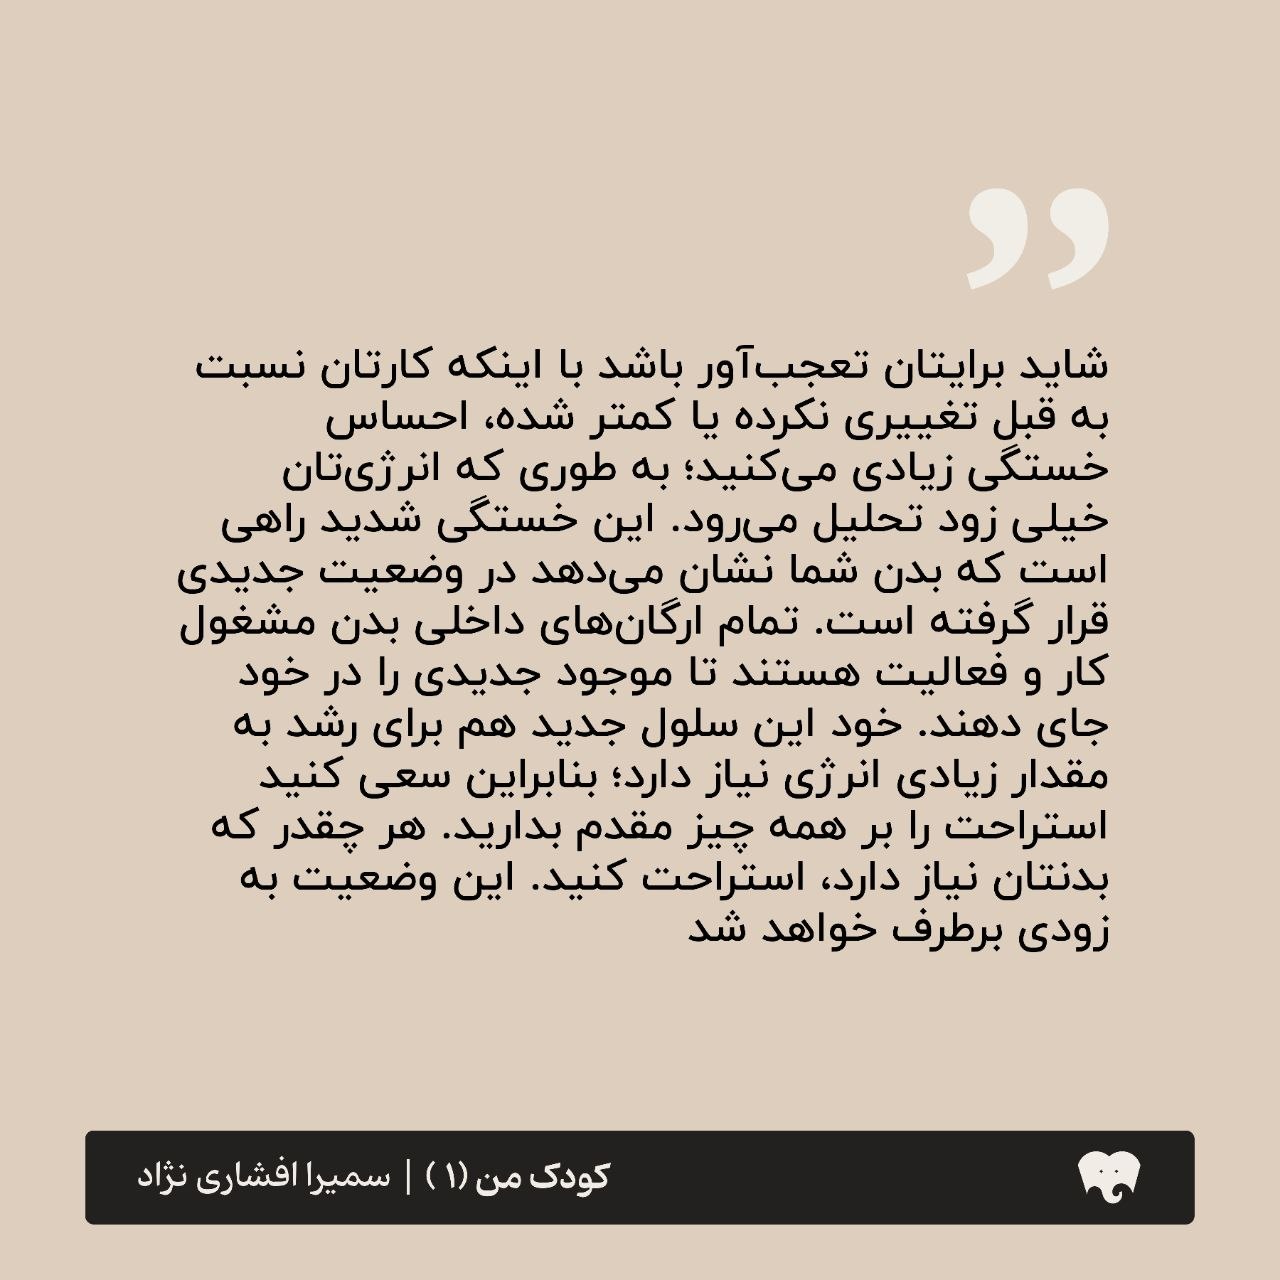 ”
شاید برایتان تعجب‌آور باشد با اینکه کارتان نسبت
به قبل تغییری نکرده یا کمتر شده، احساس
خستگی زیادی می‌کنید؛ به طوری که انرژی‌تان
خیلی زود تحلیل می‌رود. این خستگی شدید راهی
است که بدن شما نشان می‌دهد در وضعیت جدیدی
قرار گرفته است. تمام ارگان‌های داخلی بدن مشغول
کار و فعالیت هستند تا موجود جدیدی را در خود
جای دهند. خود این سلول جدید هم برای رشد به
مقدار زیادی انرژی نیاز دارد؛ بنابراین سعی کنید
استراحت را بر همه چیز مقدم بدارید. هر چقدر که
بدنتان نیاز دارد، استراحت کنید. این وضعیت به
زودی برطرف خواهد شد
کودک من (۱) | سمیرا افشاری نژاد